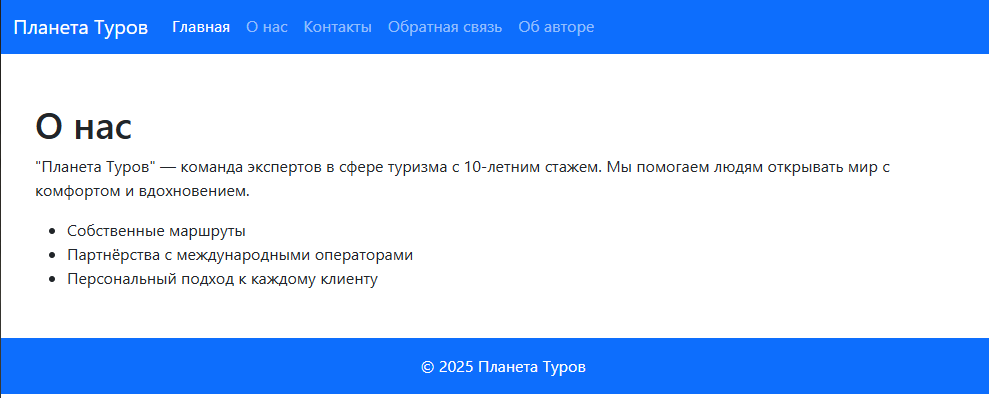 Планета Туров Главная О нас Контакты Обратная связь Об авторе
О нас
"Планета Туров" — команда экспертов в сфере туризма с 10-летним стажем. Мы помогаем людям открывать мир с
комфортом и вдохновением.
• Собственные маршруты
• Партнёрства с международными операторами
• Персональный подход к каждому клиенту
© 2025 Планета Туров